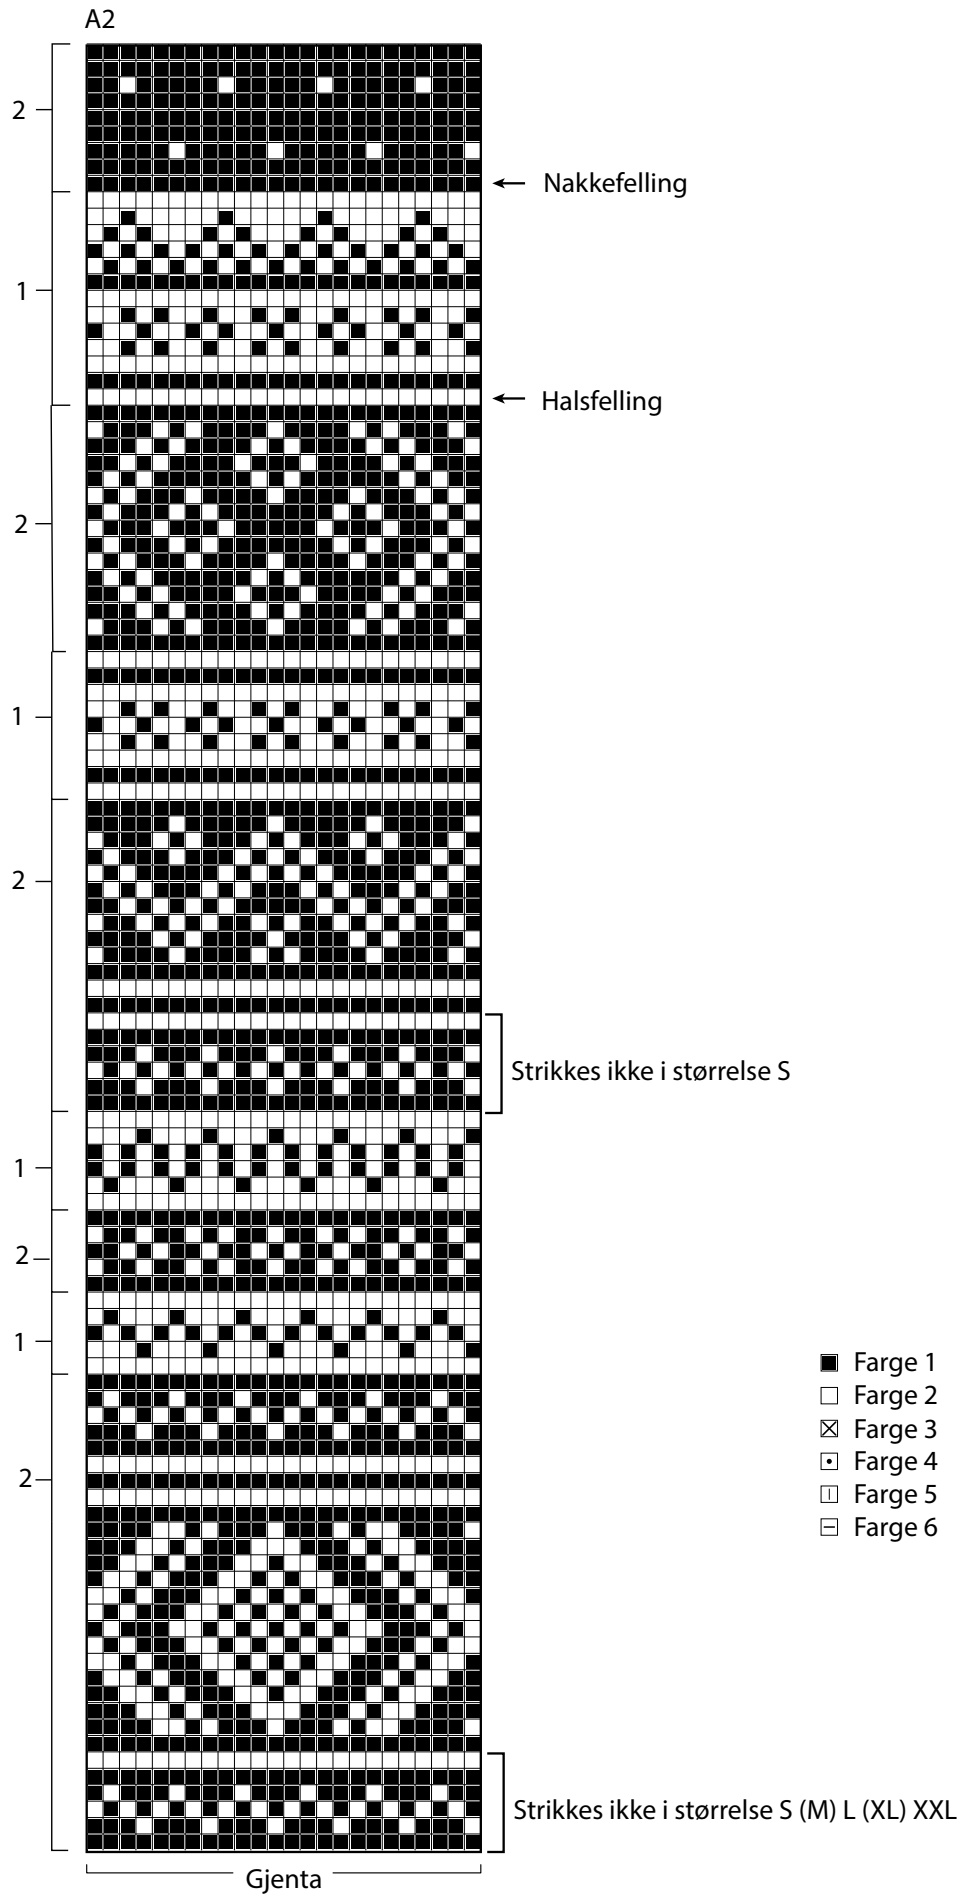 A2
2
Nakkefelling
1
Halsfelling
2
1
2
Strikkes ikke i størrelse S
1
2
1
Farge 1
Farge 2
Farge 3
Farge 4
2
Farge 5
Farge 6
Strikkes ikke i størrelse S (M) L (XL) XXL
Gjenta